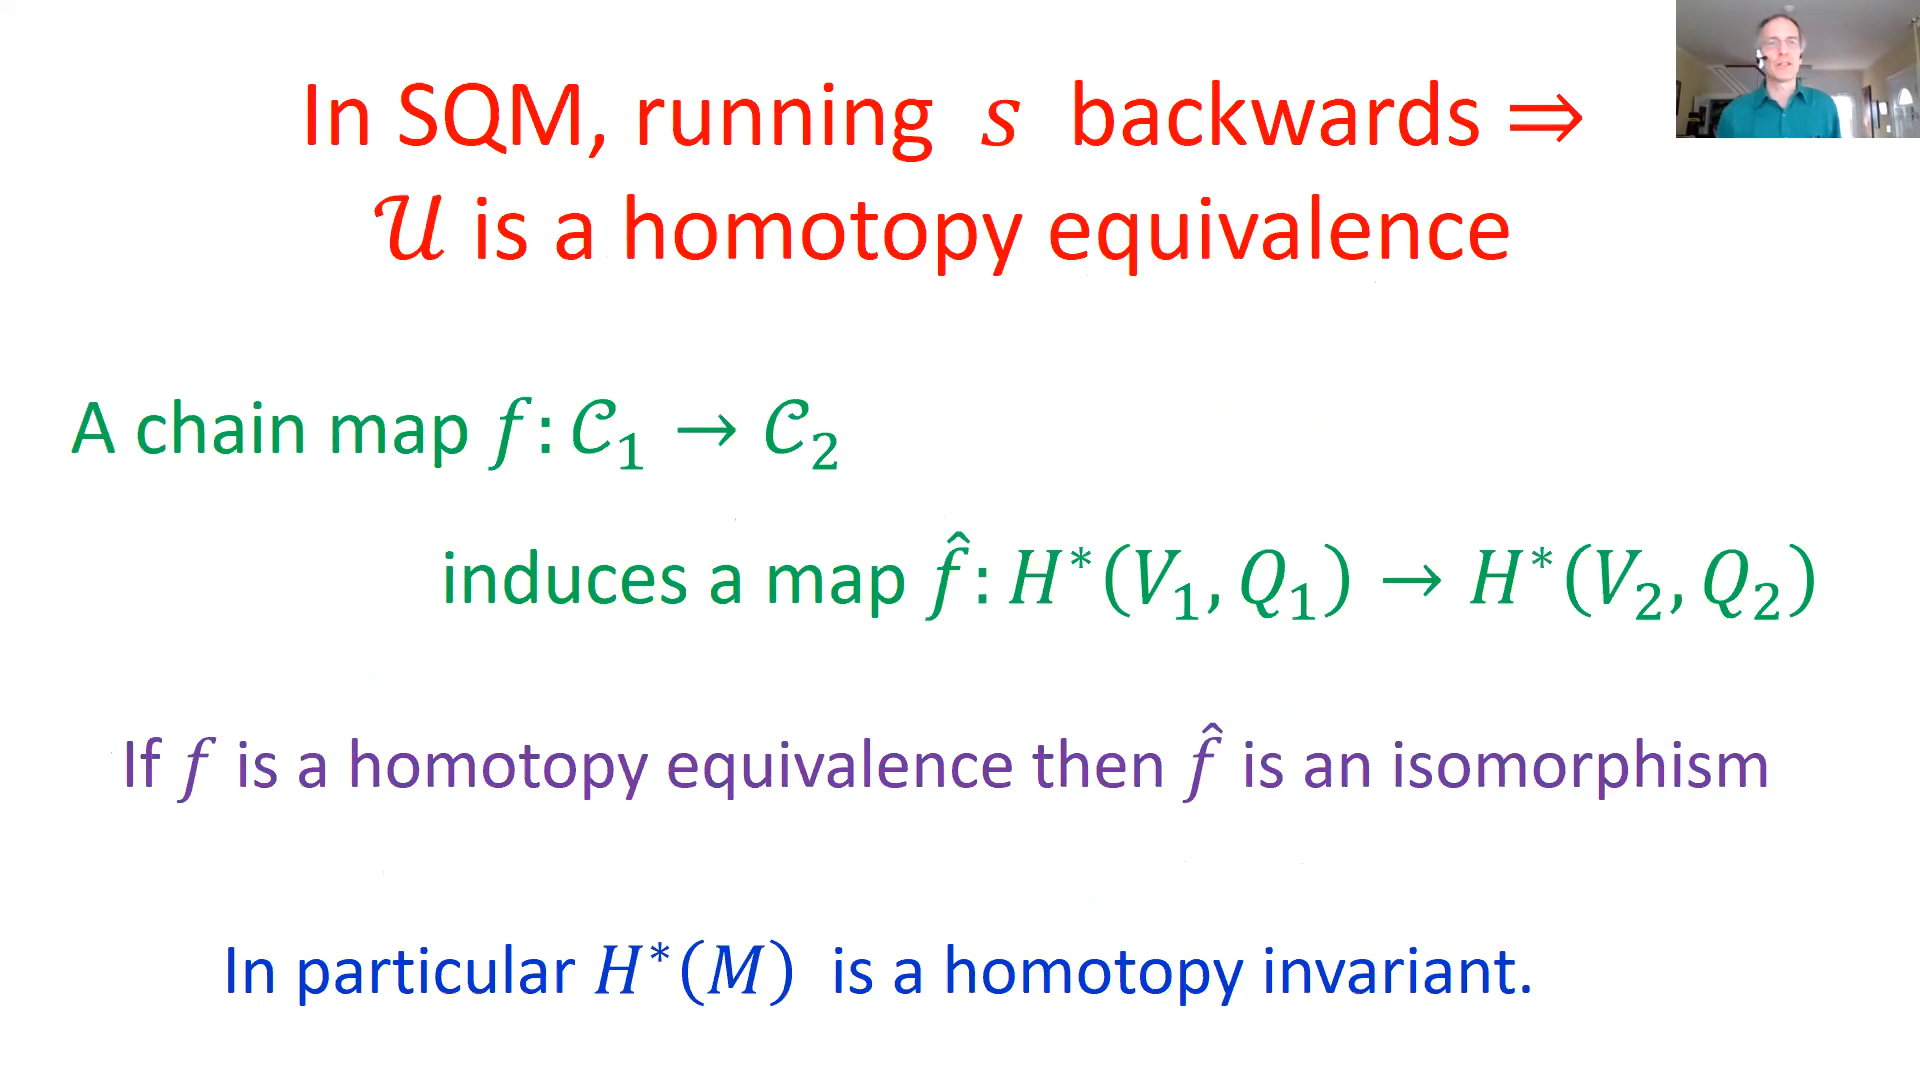 In SQM, running 𝑠 backwards ⇒
𝒰 is a homotopy equivalence
A chain map 𝑓: 𝒞₁ → 𝒞₂
induces a map 𝑓̂: 𝐻*(𝑉₁, 𝑄₁) → 𝐻*(𝑉₂, 𝑄₂)
If 𝑓 is a homotopy equivalence then 𝑓̂ is an isomorphism
In particular 𝐻*(𝑀) is a homotopy invariant.